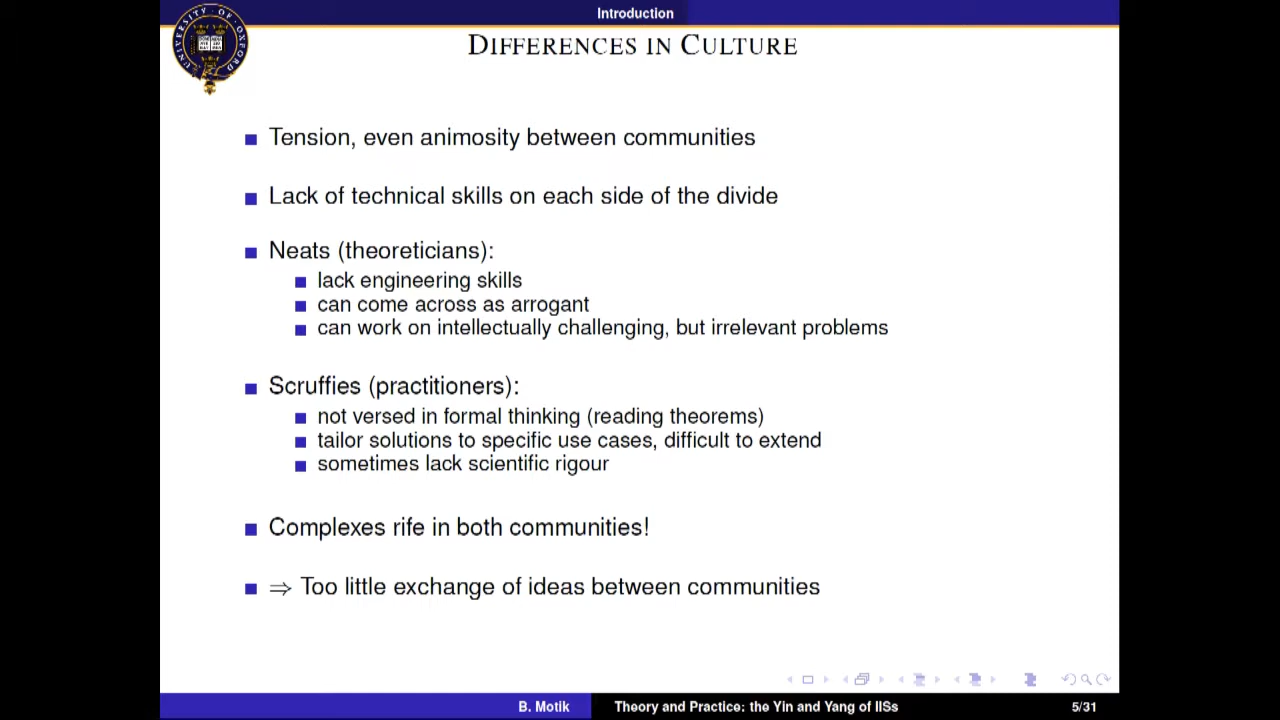 Introduction
DIFFERENCES IN CULTURE
UNIVERSITY OF OXFORD
Tension, even animosity between communities
Lack of technical skills on each side of the divide
Neats (theoreticians):
lack engineering skills
can come across as arrogant
can work on intellectually challenging, but irrelevant problems
Scruffies (practitioners):
not versed in formal thinking (reading theorems)
tailor solutions to specific use cases, difficult to extend
sometimes lack scientific rigour
Complexes rife in both communities!
⇒ Too little exchange of ideas between communities
B. Motik Theory and Practice: the Yin and Yang of IISs 5/31